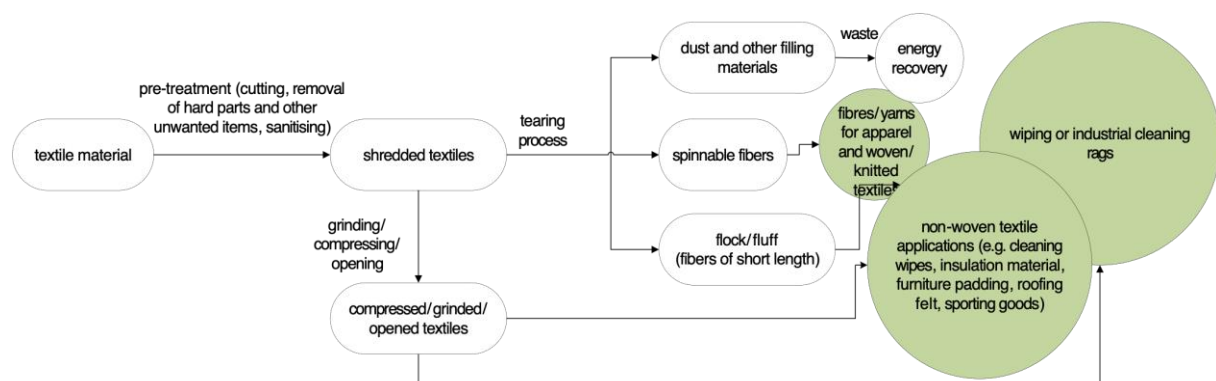 textile material
pre-treatment (cutting, removal
of hard parts and other
unwanted items, sanitising)
shredded textiles
tearing
process
dust and other filling
materials
waste
energy
recovery
spinnable fibers
fibres/yarns
for apparel
and woven/
knitted
textiles
flock/fluff
(fibers of short length)
grinding/
compressing/
opening
compressed/grinded/
opened textiles
non-woven textile
applications (e.g. cleaning
wipes, insulation material,
furniture padding, roofing
felt, sporting goods)
wiping or industrial cleaning
rags